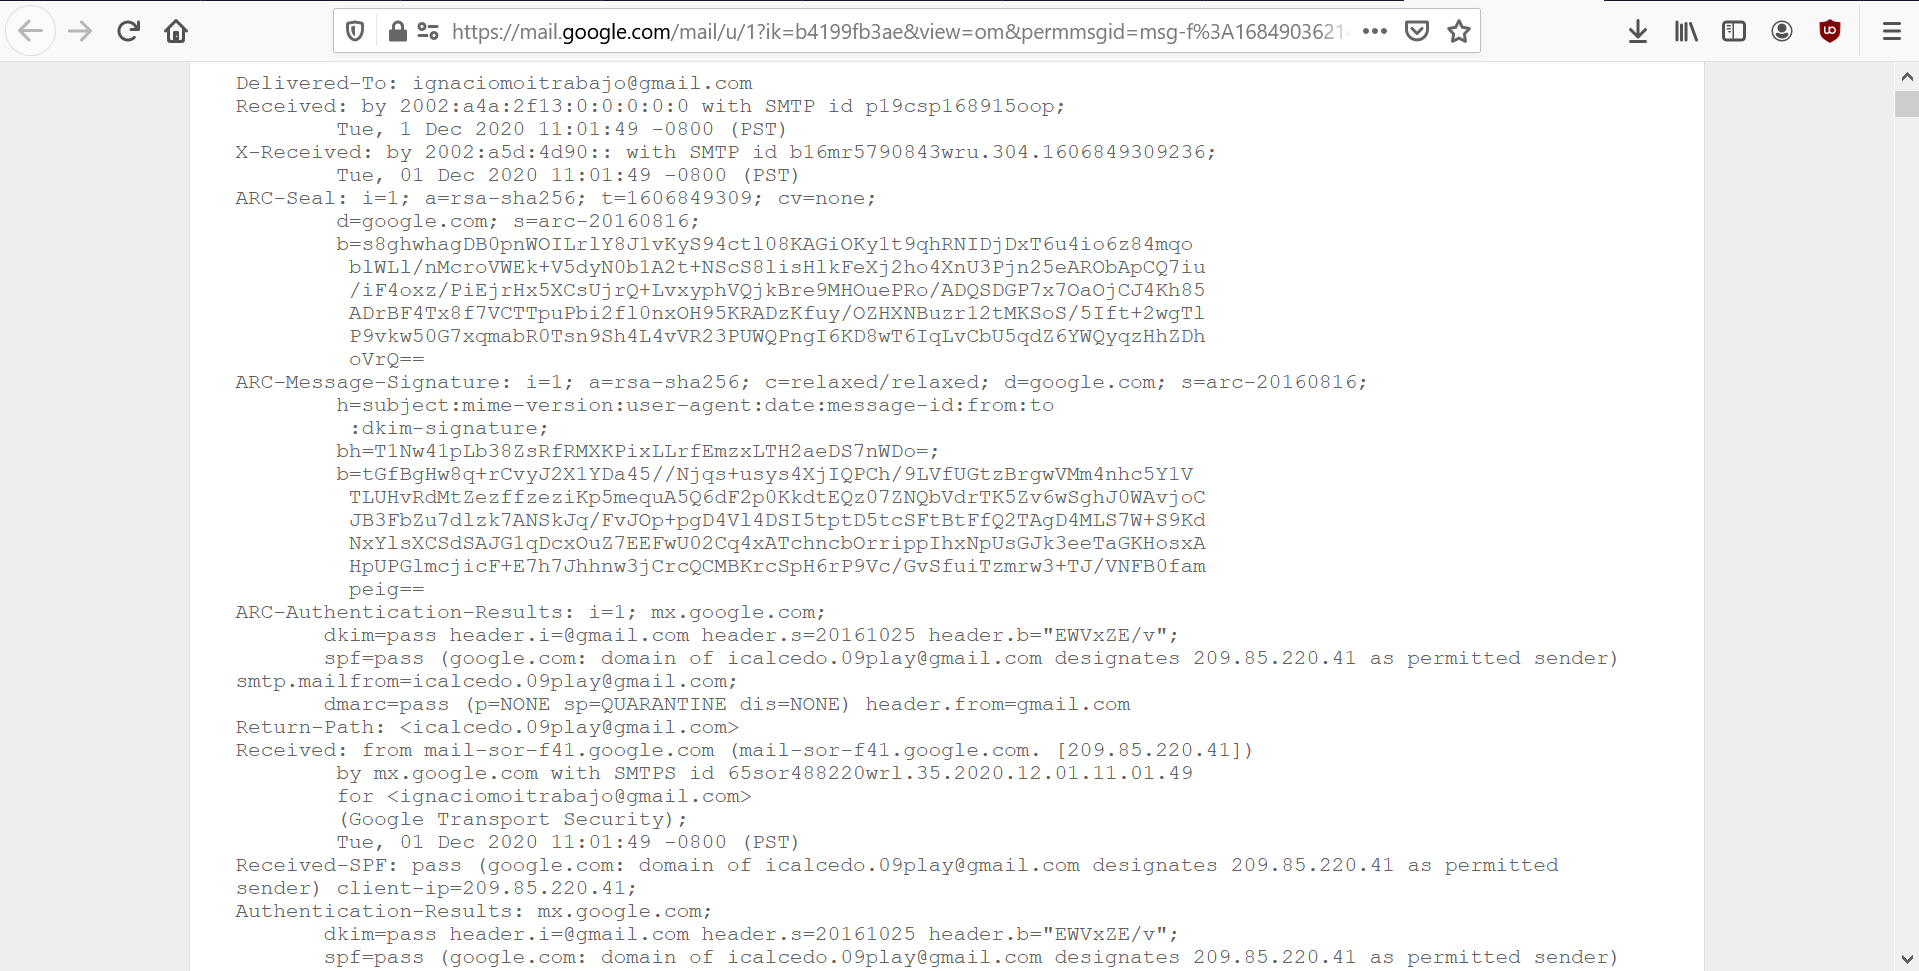 https://mail.google.com/mail/u/1?ik=b4199fb3ae&view=om&permmsgid=msg-f%3A1684903621
Delivered-To: ignaciomoitrabajo@gmail.com
Received: by 2002:a4a:2f13:0:0:0:0:0 with SMTP id p19csp168915oop;
Tue, 1 Dec 2020 11:01:49 -0800 (PST)
X-Received: by 2002:a5d:4d90:: with SMTP id b16mr5790843wru.304.1606849309236;
Tue, 01 Dec 2020 11:01:49 -0800 (PST)
ARC-Seal: i=1; a=rsa-sha256; t=1606849309; cv=none;
d=google.com; s=arc-20160816;
b=s8ghwhagDB0pnWOILrlY8J1vKyS94ctl08KAGiOKy1t9qhRNIDjDxT6u4io6z84mqo
blWLl/nMcroVWEk+V5dyN0b1A2t+NScS8lisHlkFeXj2ho4XnU3Pjn25eARObApCQ7iu
/iF4oxz/PiEjrHx5XCsUjrQ+LvxyphVQjkBre9MHOuePRo/ADQSDGP7x7OaOjCJ4Kh85
ADrBF4Tx8f7VCTTpuPbi2fl0nxOH95KRADzKfuy/OZHXNBuzr12tMKSoS/5Ift+2wgTl
P9vkw50G7xqmabR0Tsn9Sh4L4vVR23PUWQPngI6KD8wT6IqLvCbU5qdZ6YWQyqzHhZDh
oVrQ==
ARC-Message-Signature: i=1; a=rsa-sha256; c=relaxed/relaxed; d=google.com; s=arc-20160816;
h=subject:mime-version:user-agent:date:message-id:from:to
:dkim-signature;
bh=T1Nw41pLb38ZsRfRMXKPixLLrfEmzxLTH2aeDS7nWDo=;
b=tGfBgHw8q+rCvyJ2X1YDa45//Njqs+usys4XjIQPCh/9LVfUGtzBrgwVMm4nhc5Y1V
TLUHvRdMtZezffzeziKp5mequA5Q6dF2p0KkdtEQz07ZNQbVdrTK5Zv6wSghJ0WAvjoC
JB3FbZu7dlzk7ANSkJq/FvJOp+pgD4Vl4DSI5tptD5tcSFtBtFfQ2TAgD4MLS7W+S9Kd
NxYlsXCSdSAJG1qDcxOuZ7EEFwU02Cq4xATchncbOrrippIhxNpUsGJk3eeTaGKHosxA
HpUPGlmcjicF+E7h7Jhhnw3jCrcQCMBKrcSpH6rP9Vc/GvSfuiTzmrw3+TJ/VNFB0fam
peig==
ARC-Authentication-Results: i=1; mx.google.com;
dkim=pass header.i=@gmail.com header.s=20161025 header.b="EWVxZE/v";
spf=pass (google.com: domain of icalcedo.09play@gmail.com designates 209.85.220.41 as permitted sender)
smtp.mailfrom=icalcedo.09play@gmail.com;
dmarc=pass (p=NONE sp=QUARANTINE dis=NONE) header.from=gmail.com
Return-Path: <icalcedo.09play@gmail.com>
Received: from mail-sor-f41.google.com (mail-sor-f41.google.com. [209.85.220.41])
by mx.google.com with SMTPS id 65sor488220wrl.35.2020.12.01.11.01.49
for <ignaciomoitrabajo@gmail.com>
(Google Transport Security);
Tue, 01 Dec 2020 11:01:49 -0800 (PST)
Received-SPF: pass (google.com: domain of icalcedo.09play@gmail.com designates 209.85.220.41 as permitted
sender) client-ip=209.85.220.41;
Authentication-Results: mx.google.com;
dkim=pass header.i=@gmail.com header.s=20161025 header.b="EWVxZE/v";
spf=pass (google.com: domain of icalcedo.09play@gmail.com designates 209.85.220.41 as permitted sender)